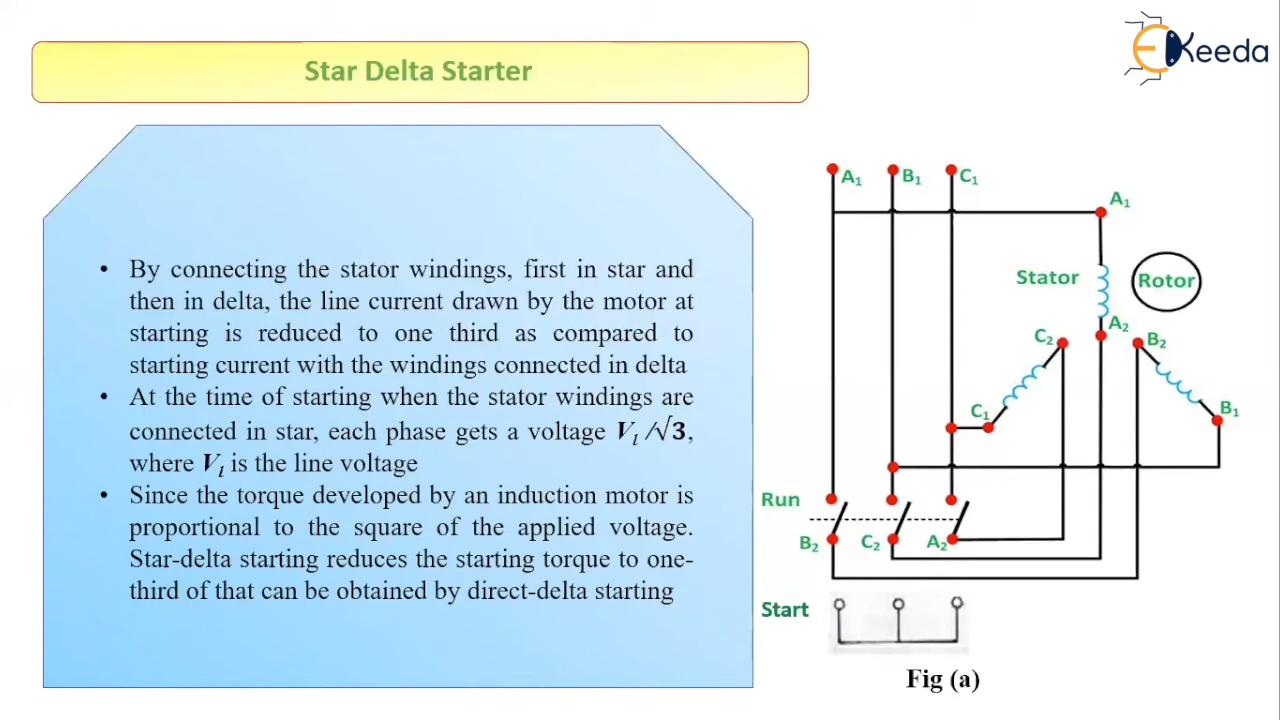 EKeeda
Star Delta Starter
• By connecting the stator windings, first in star and
then in delta, the line current drawn by the motor at
starting is reduced to one third as compared to
starting current with the windings connected in delta
• At the time of starting when the stator windings are
connected in star, each phase gets a voltage Vₗ /√3,
where Vₗ is the line voltage
• Since the torque developed by an induction motor is
proportional to the square of the applied voltage.
Star-delta starting reduces the starting torque to one-
third of that can be obtained by direct-delta starting
A₁ B₁ C₁
A₁
Stator Rotor
A₂
C₂ B₂
C₁ B₁
Run
B₂ C₂ A₂
Start
Fig (a)